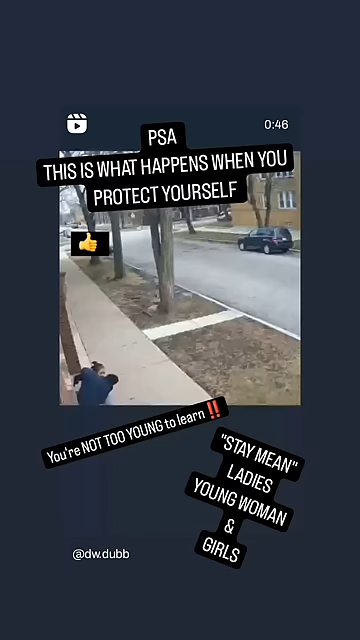 0:46
PSA
THIS IS WHAT HAPPENS WHEN YOU
PROTECT YOURSELF
You're NOT TOO YOUNG to learn ‼️
"STAY MEAN"
LADIES
YOUNG WOMAN
&
GIRLS
@dw.dubb